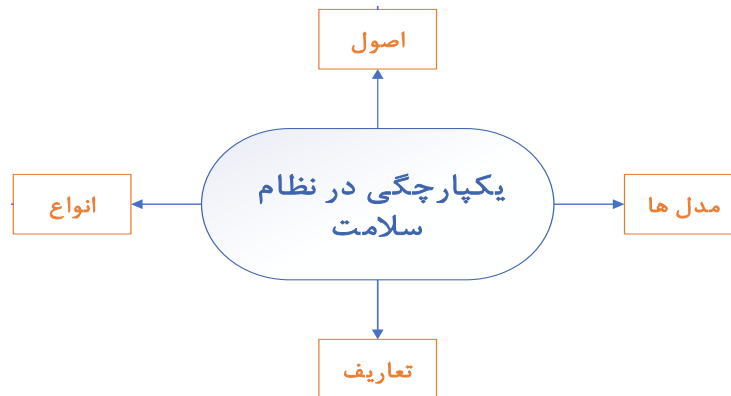 اصول
یکپارچگی در نظام
سلامت
مدل ها
انواع
تعاریف